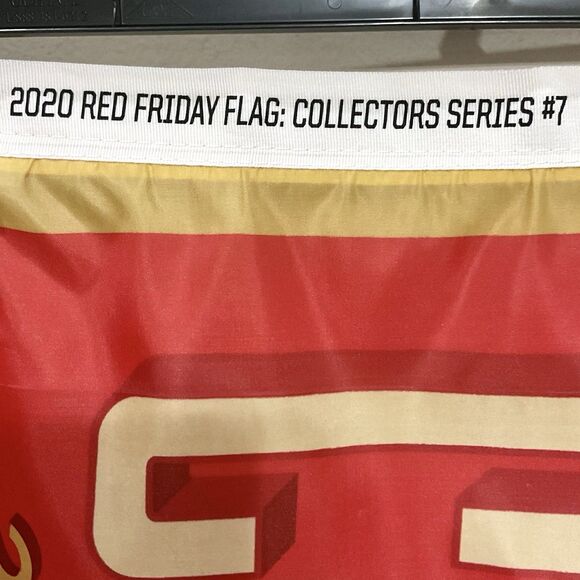 2020 RED FRIDAY FLAG: COLLECTORS SERIES #7